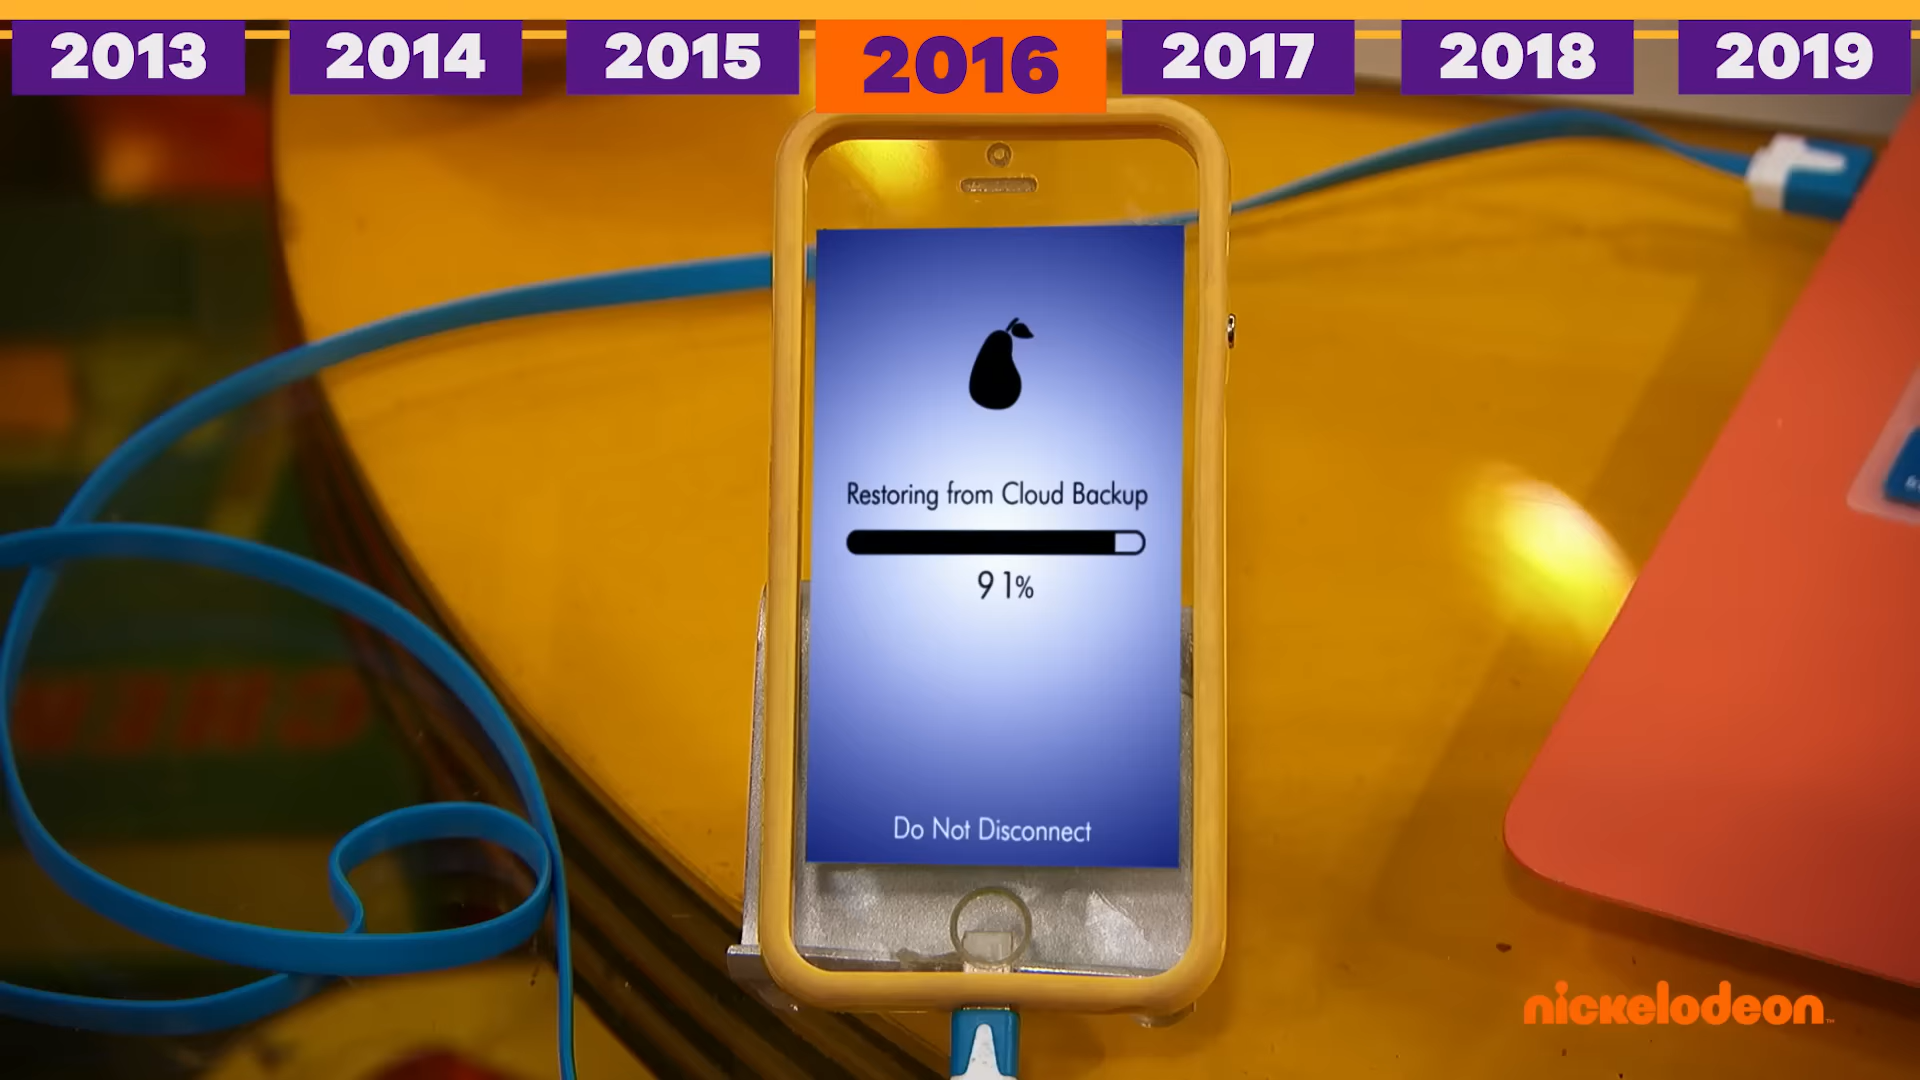 2013 2014 2015 2016 2017 2018 2019
Restoring from Cloud Backup
91%
Do Not Disconnect
nickelodeon